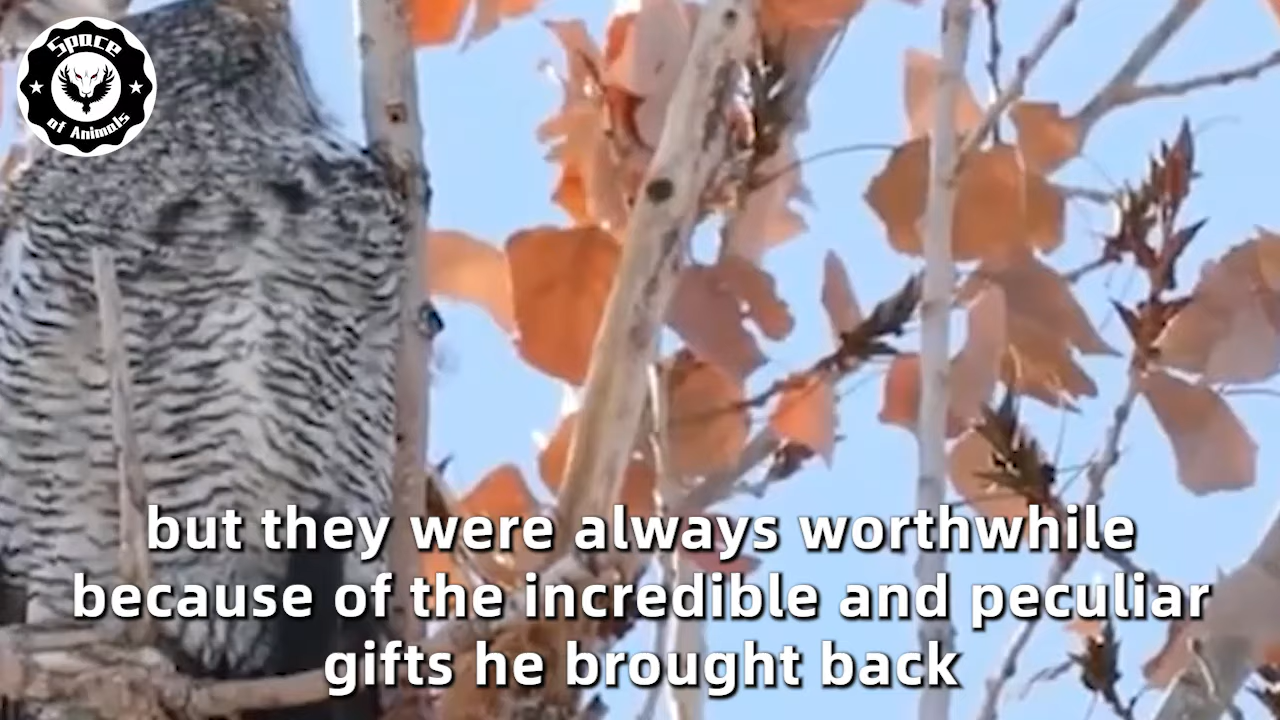 Space
of Animals
but they were always worthwhile
because of the incredible and peculiar
gifts he brought back